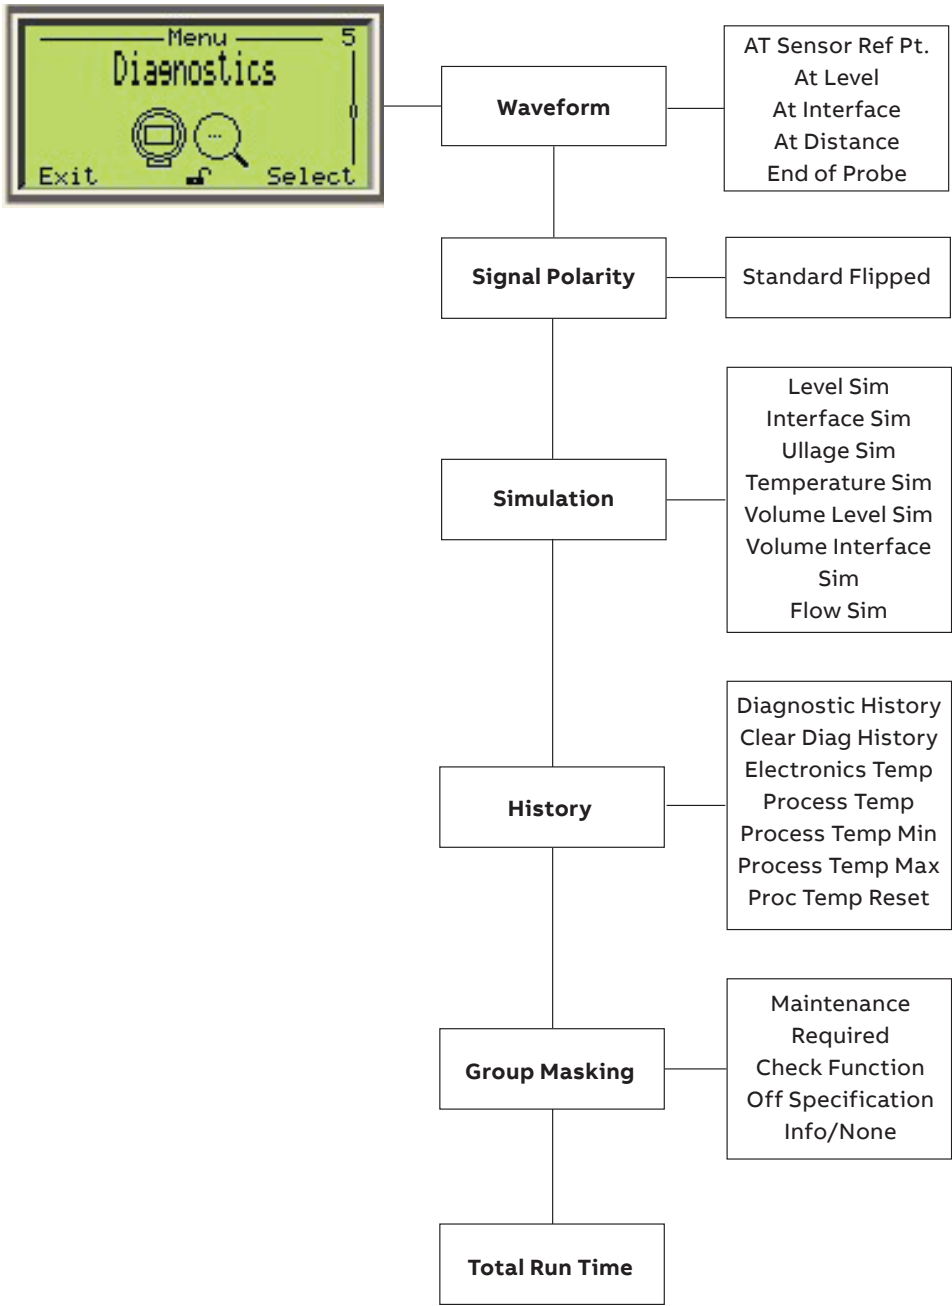 Menu 5
Diagnostics
...
Exit Select
Waveform
AT Sensor Ref Pt.
At Level
At Interface
At Distance
End of Probe
Signal Polarity
Standard Flipped
Simulation
Level Sim
Interface Sim
Ullage Sim
Temperature Sim
Volume Level Sim
Volume Interface
Sim
Flow Sim
History
Diagnostic History
Clear Diag History
Electronics Temp
Process Temp
Process Temp Min
Process Temp Max
Proc Temp Reset
Group Masking
Maintenance
Required
Check Function
Off Specification
Info/None
Total Run Time